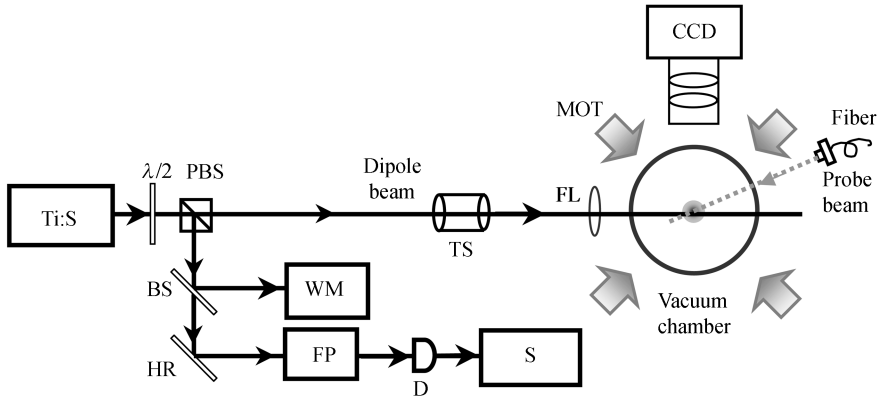 CCD
MOT
Fiber
λ/2
PBS
Dipole
beam
FL
Probe
beam
Ti:S
TS
BS
WM
Vacuum
chamber
HR
FP
D
S